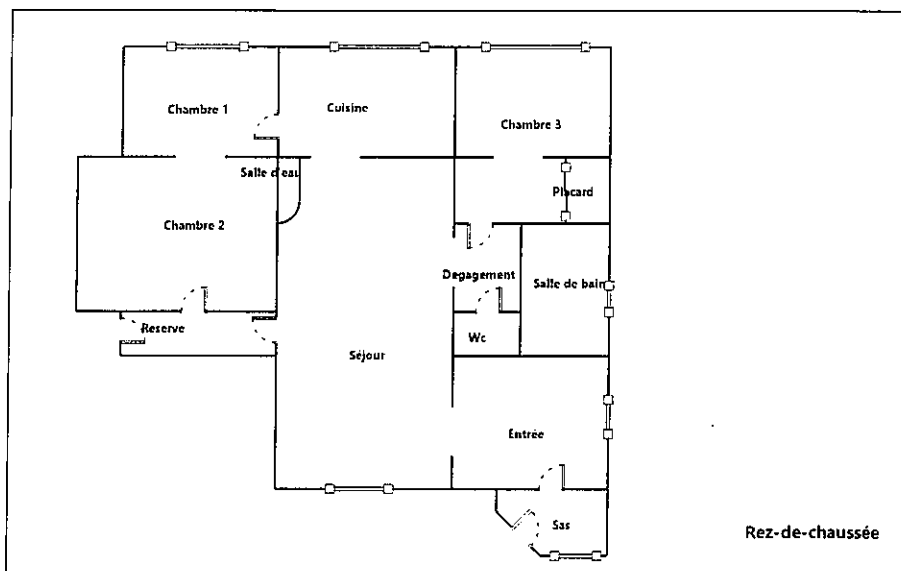 Chambre 1
Cuisine
Chambre 3
Salle d'eau
Placard
Chambre 2
Degagement
Salle de bain
Reserve
Wc
Séjour
Entrée
Sas
Rez-de-chaussée